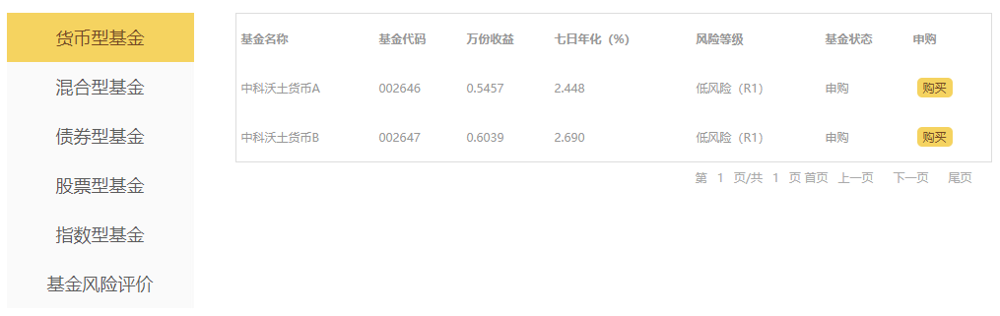 货币型基金
混合型基金
债券型基金
股票型基金
指数型基金
基金风险评价
基金名称 基金代码 万份收益 七日年化（%） 风险等级 基金状态 申购
中科沃土货币A 002646 0.5457 2.448 低风险（R1） 申购 购买
中科沃土货币B 002647 0.6039 2.690 低风险（R1） 申购 购买
第 1 页/共 1 页 首页 上一页 下一页 尾页